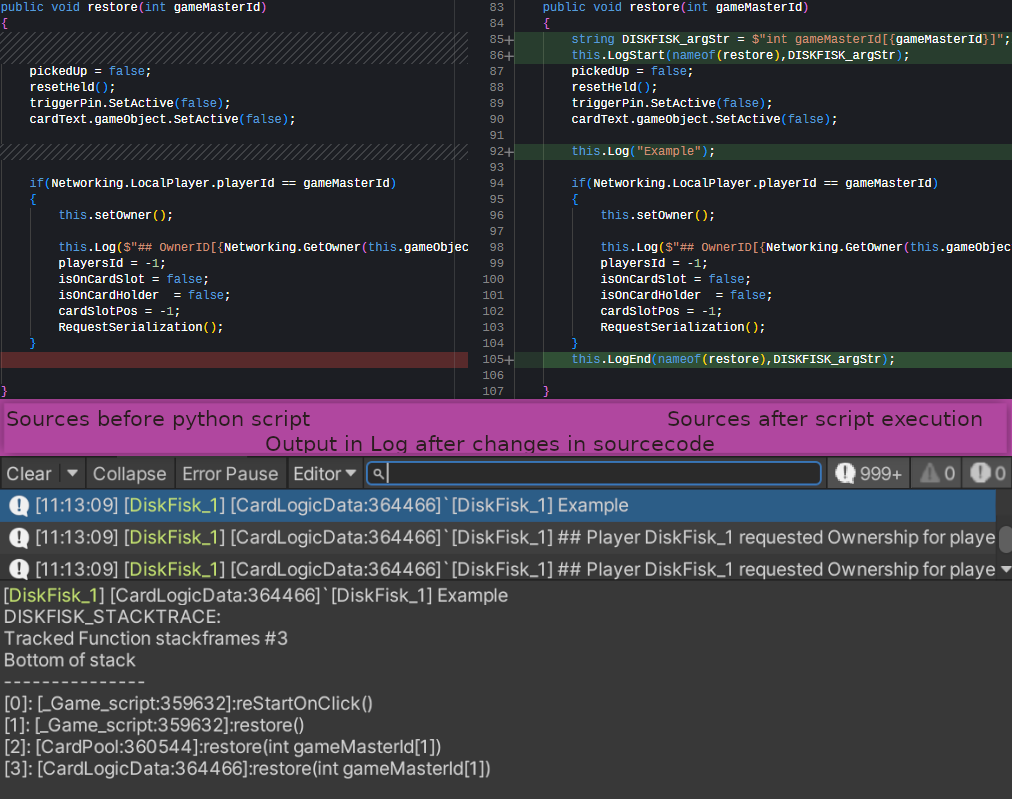 public void restore(int gameMasterId)
{
pickedUp = false;
resetHeld();
triggerPin.SetActive(false);
cardText.gameObject.SetActive(false);
if(Networking.LocalPlayer.playerId == gameMasterId)
{
this.setOwner();
this.Log($"## OwnerID[{Networking.GetOwner(this.gameObjec
playersId = -1;
isOnCardSlot = false;
isOnCardHolder  = false;
cardSlotPos = -1;
RequestSerialization();
}
}
83 public void restore(int gameMasterId)
84 {
85+ string DISKFISK_argStr = $"int gameMasterId[{gameMasterId}]";
86+ this.LogStart(nameof(restore),DISKFISK_argStr);
87 pickedUp = false;
88 resetHeld();
89 triggerPin.SetActive(false);
90 cardText.gameObject.SetActive(false);
91
92+ this.Log("Example");
93
94 if(Networking.LocalPlayer.playerId == gameMasterId)
95 {
96 this.setOwner();
97
98 this.Log($"## OwnerID[{Networking.GetOwner(this.gameObjec
99 playersId = -1;
100 isOnCardSlot = false;
101 isOnCardHolder  = false;
102 cardSlotPos = -1;
103 RequestSerialization();
104 }
105+ this.LogEnd(nameof(restore),DISKFISK_argStr);
106
107 }
Sources before python script
Sources after script execution
Output in Log after changes in sourcecode
Clear Collapse Error Pause Editor 999+ 0 0
[11:13:09] [DiskFisk_1] [CardLogicData:364466]`[DiskFisk_1] Example
[11:13:09] [DiskFisk_1] [CardLogicData:364466]`[DiskFisk_1] ## Player DiskFisk_1 requested Ownership for playe
[11:13:09] [DiskFisk_1] [CardLogicData:364466]`[DiskFisk_1] ## Player DiskFisk_1 requested Ownership for playe
[DiskFisk_1] [CardLogicData:364466]`[DiskFisk_1] Example
DISKFISK_STACKTRACE:
Tracked Function stackframes #3
Bottom of stack
---------------
[0]: [_Game_script:359632]:reStartOnClick()
[1]: [_Game_script:359632]:restore()
[2]: [CardPool:360544]:restore(int gameMasterId[1])
[3]: [CardLogicData:364466]:restore(int gameMasterId[1])